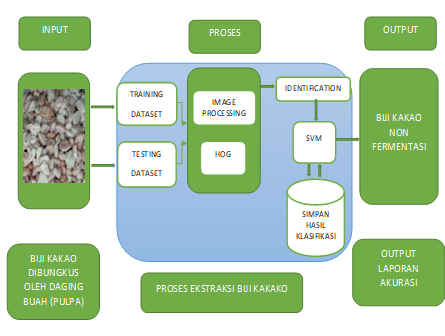 INPUT
PROSES
OUTPUT
TRAINING
DATASET
TESTING
DATASET
IMAGE
PROCESSING
HOG
IDENTIFICATION
SVM
SIMPAN
HASIL
KLASIFIKASI
BIJI KAKAO
NON
FERMENTASI
BIJI KAKAO
DIBUNGKUS
OLEH DAGING
BUAH (PULPA)
PROSES EKSTRAKSI BIJI KAKAKO
OUTPUT
LAPORAN
AKURASI